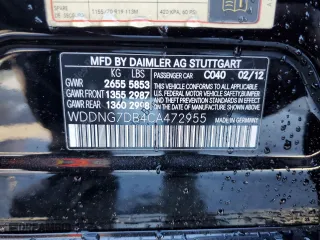 SPARE
MFD BY DAIMLER AG STUTTGART
KG LBS PASSENGER CAR C040 02/12
GVWR 2655 5853
GAWR FRONT 1355 2987
GAWR REAR 1360 2998
THIS VEHICLE CONFORMS TO ALL APPLICABLE
U.S. FEDERAL MOTOR VEHICLE SAFETY,
BUMPER, AND THEFT PREVENTION STANDARDS
IN EFFECT ON THE DATE OF
MANUFACTURE SHOWN ABOVE.
WDDNG7DB4CA472955